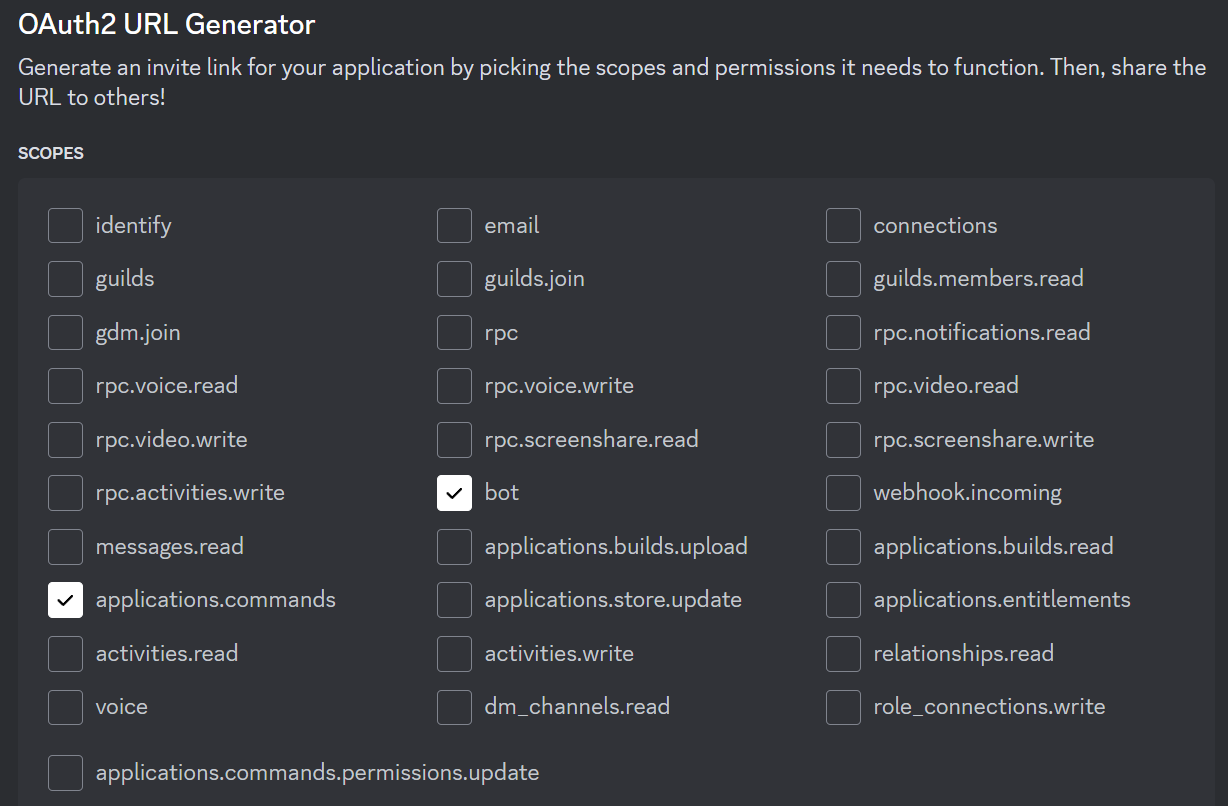 OAuth2 URL Generator
Generate an invite link for your application by picking the scopes and permissions it needs to function. Then, share the
URL to others!
SCOPES
identify
email
connections
guilds
guilds.join
guilds.members.read
gdm.join
rpc
rpc.notifications.read
rpc.voice.read
rpc.voice.write
rpc.video.read
rpc.video.write
rpc.screenshare.read
rpc.screenshare.write
rpc.activities.write
bot
webhook.incoming
messages.read
applications.builds.upload
applications.builds.read
applications.commands
applications.store.update
applications.entitlements
activities.read
activities.write
relationships.read
voice
dm_channels.read
role_connections.write
applications.commands.permissions.update